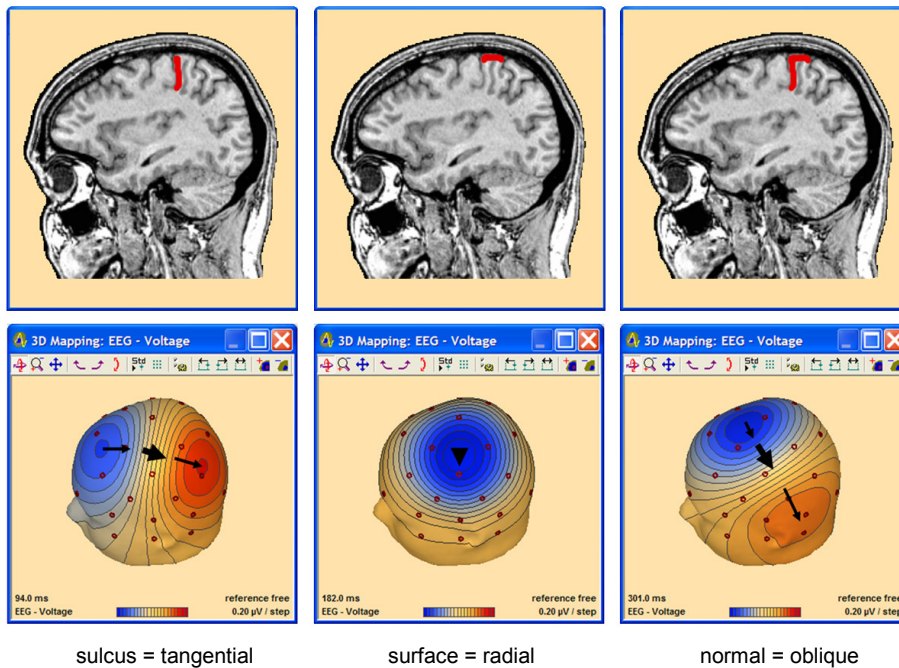 3D Mapping: EEG - Voltage
Std
94.0 ms reference free
EEG - Voltage 0.20 µV / step
3D Mapping: EEG - Voltage
Std
182.0 ms reference free
EEG - Voltage 0.20 µV / step
3D Mapping: EEG - Voltage
Std
301.0 ms reference free
EEG - Voltage 0.20 µV / step
sulcus = tangential
surface = radial
normal = oblique